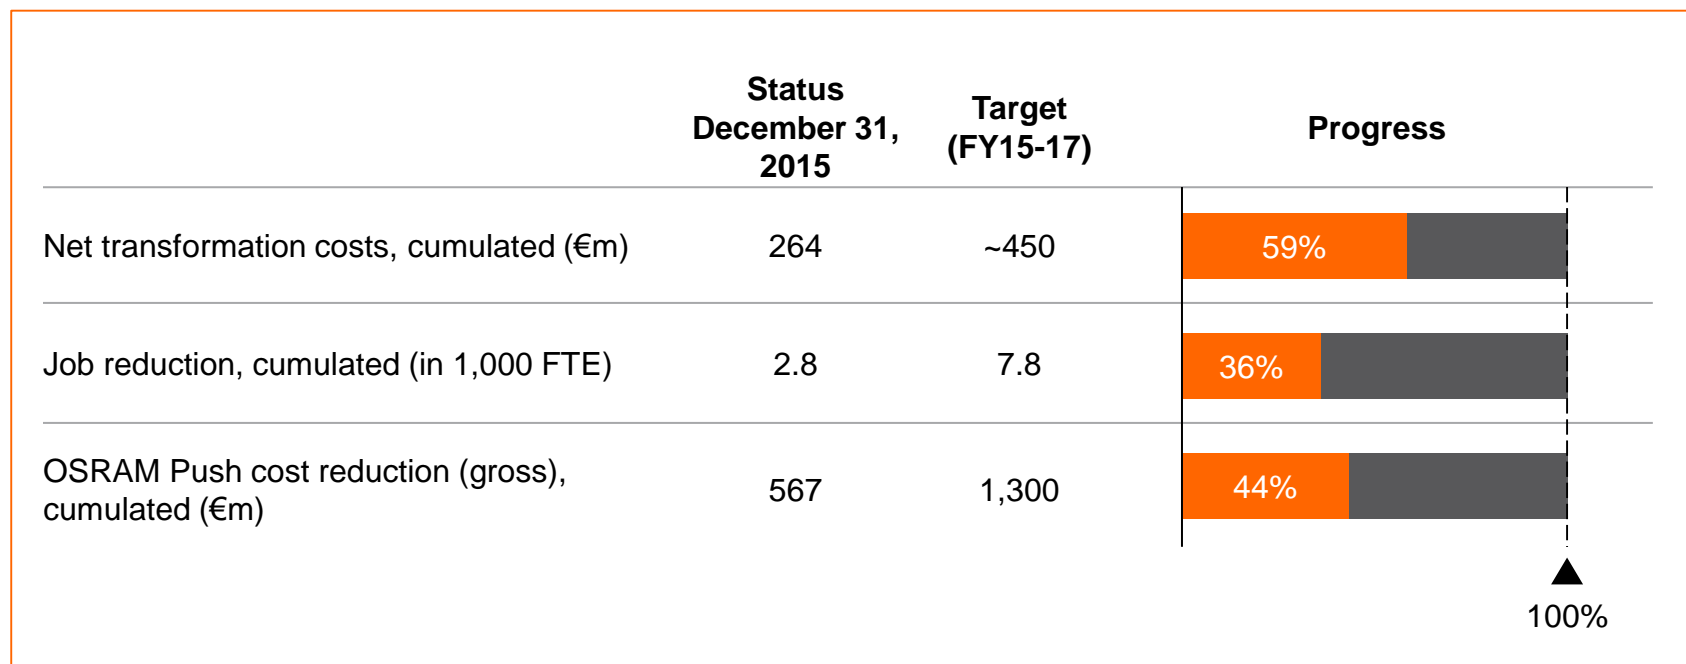 Status
December 31,
2015
Target
(FY15-17)
Progress
Net transformation costs, cumulated (€m)
264
~450
59%
Job reduction, cumulated (in 1,000 FTE)
2.8
7.8
36%
OSRAM Push cost reduction (gross),
cumulated (€m)
567
1,300
44%
100%